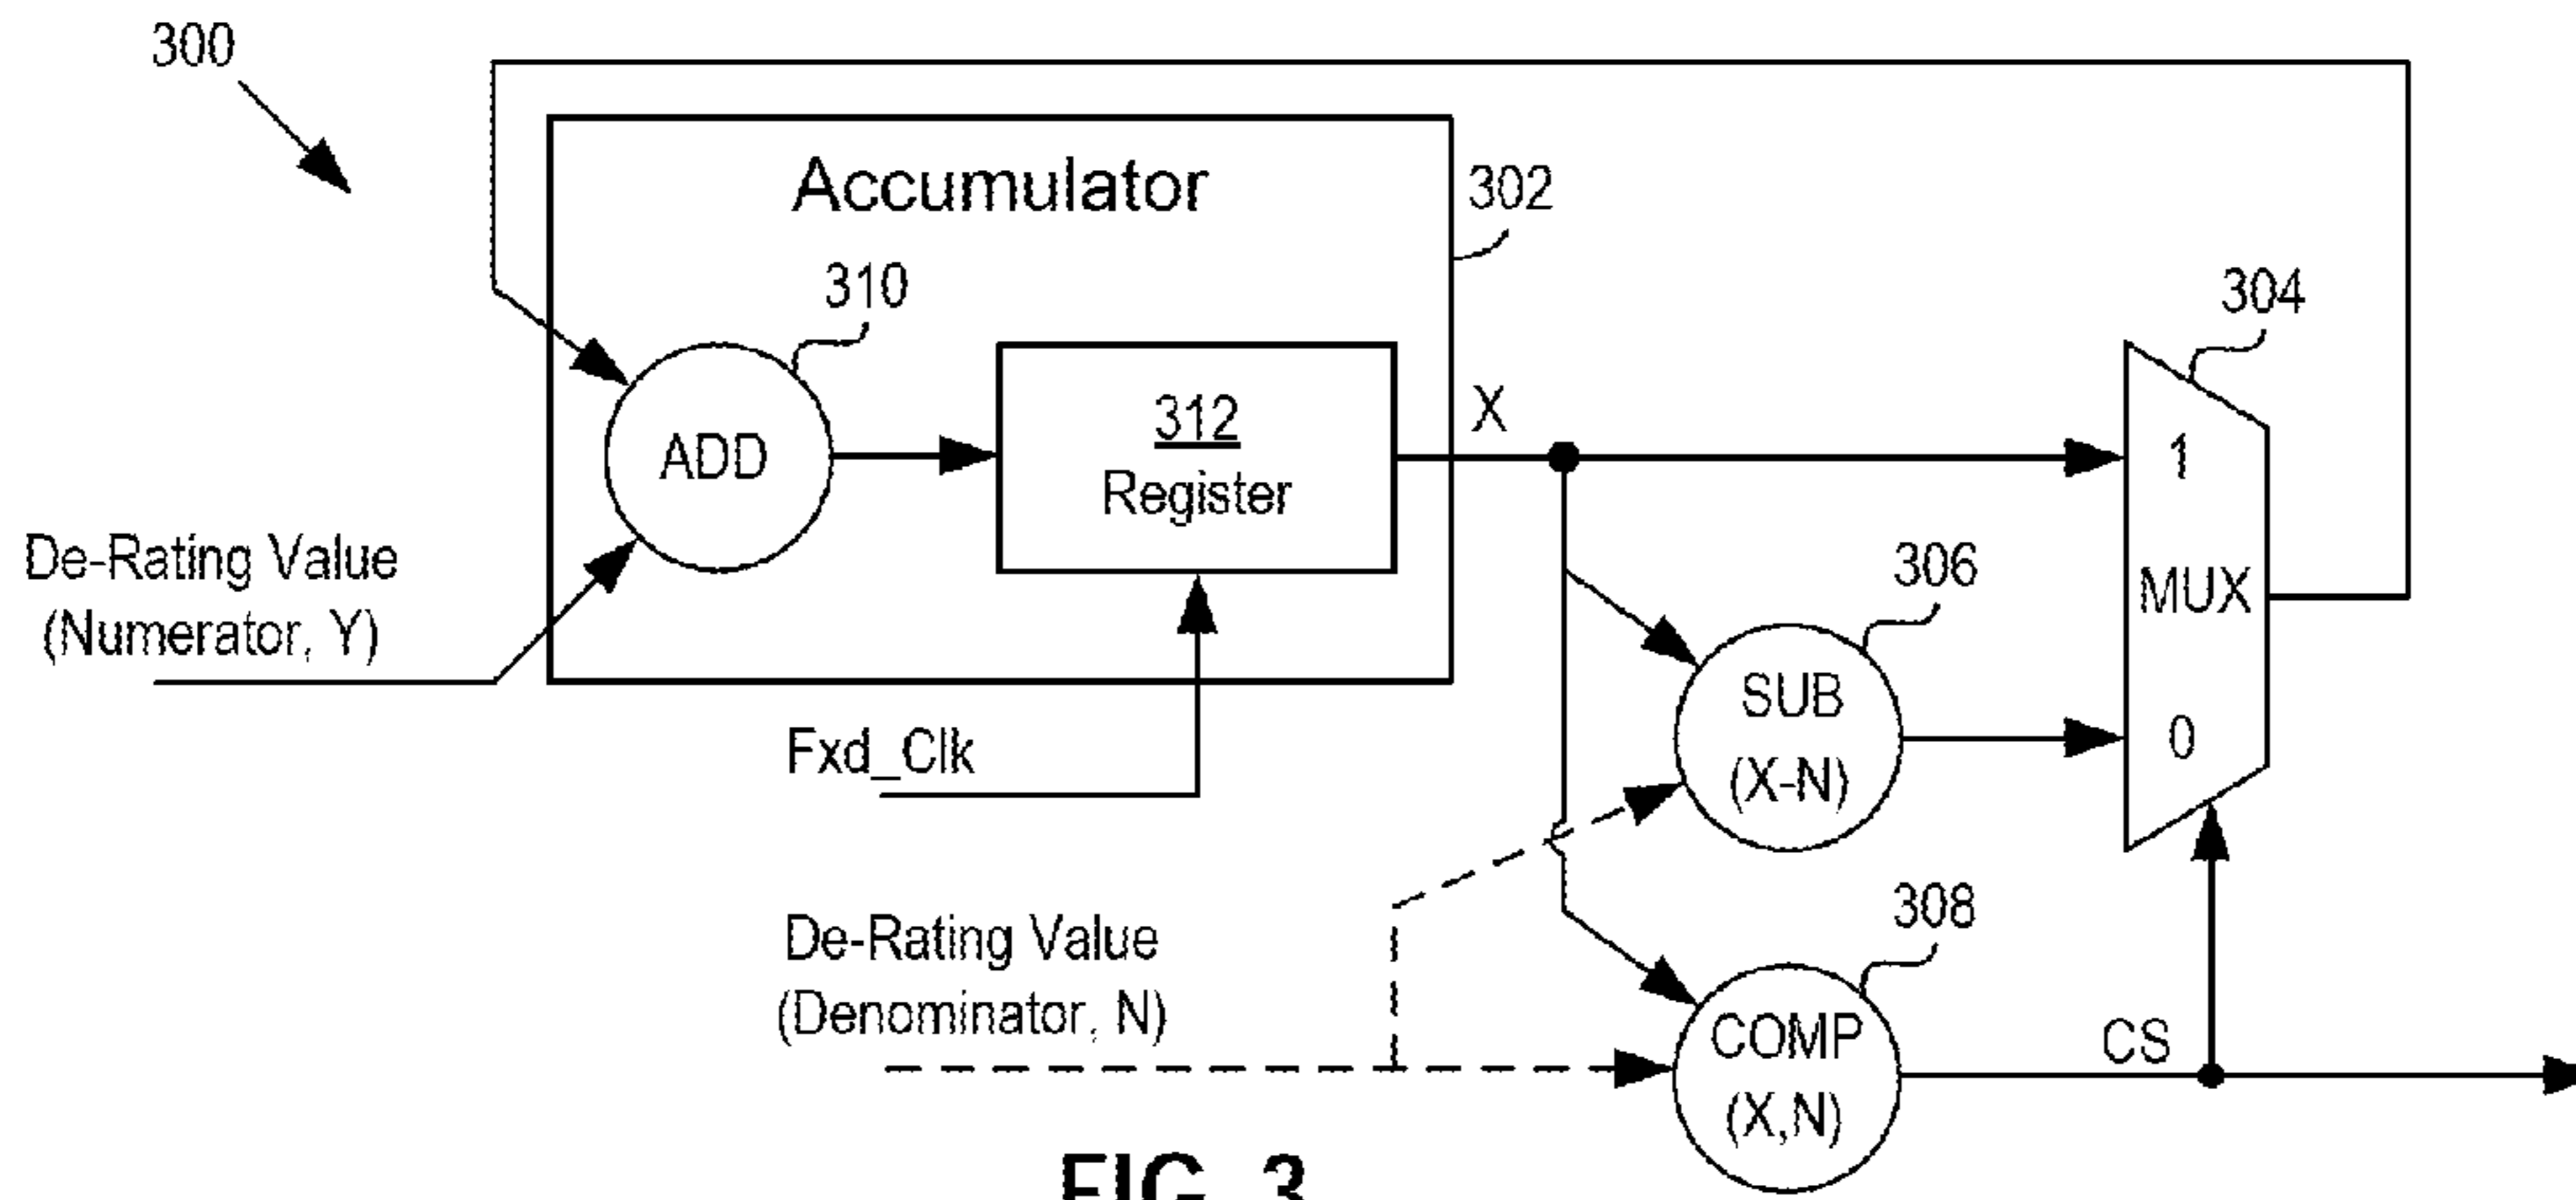 300
Accumulator
302
310
304
ADD
312
Register
X
1
MUX
0
306
De-Rating Value
(Numerator, Y)
SUB
(X-N)
Fxd_Clk
308
De-Rating Value
(Denominator, N)
COMP
(X,N)
CS
FIG. 3